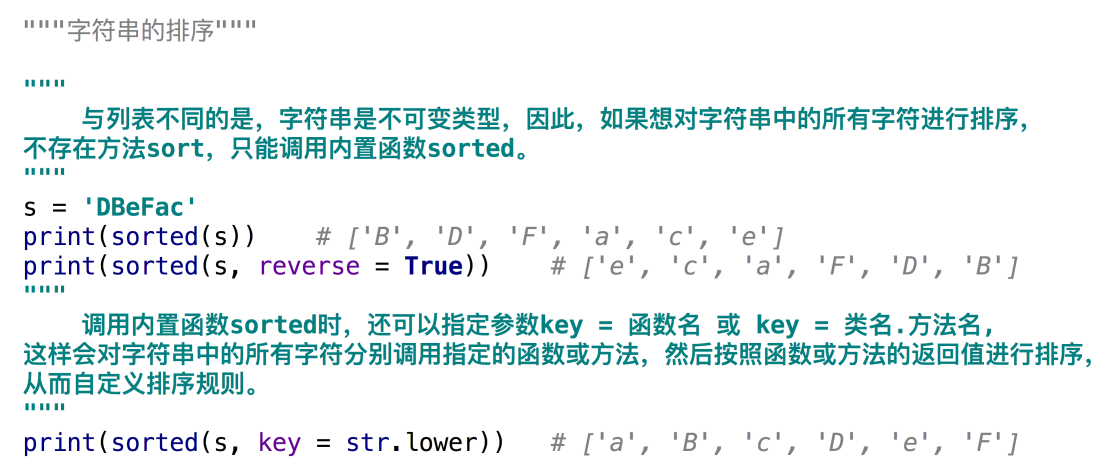 """字符串的排序"""
"""
与列表不同的是，字符串是不可变类型，因此，如果想对字符串中的所有字符进行排序，
不存在方法sort，只能调用内置函数sorted。
"""
s = 'DBeFac'
print(sorted(s))    # ['B', 'D', 'F', 'a', 'c', 'e']
print(sorted(s, reverse = True))    # ['e', 'c', 'a', 'F', 'D', 'B']
"""
调用内置函数sorted时，还可以指定参数key = 函数名 或 key = 类名.方法名，
这样会对字符串中的所有字符分别调用指定的函数或方法，然后按照函数或方法的返回值进行排序，
从而自定义排序规则。
"""
print(sorted(s, key = str.lower))   # ['a', 'B', 'c', 'D', 'e', 'F']